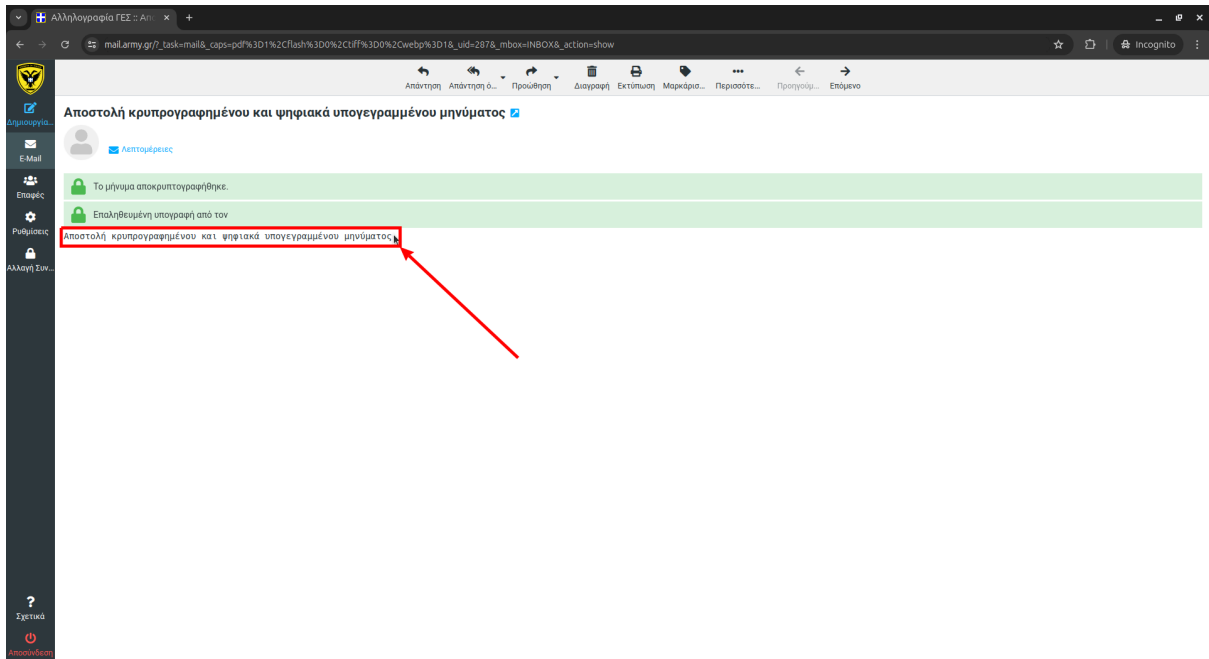 Αλληλογραφία ΓΕΣ :: Απο
mail.army.gr/?_task=mail&_caps=pdf%3D1%2Cflash%3D0%2Ctiff%3D0%2Cwebp%3D1&_uid=287&_mbox=INBOX&_action=show
Incognito
Απάντηση Απάντηση ό... Προώθηση Διαγραφή Εκτύπωση Μαρκάρισ... Περισσότε... Προηγούμ... Επόμενο
Δημιουργία...
E-Mail
Επαφές
Ρυθμίσεις
Αλλαγή Συν...
Σχετικά
Αποσύνδεση
Αποστολή κρυπρογραφημένου και ψηφιακά υπογεγραμμένου μηνύματος
Λεπτομέρειες
Το μήνυμα αποκρυπτογραφήθηκε.
Επαληθευμένη υπογραφή από τον
Αποστολή κρυπρογραφημένου και ψηφιακά υπογεγραμμένου μηνύματος